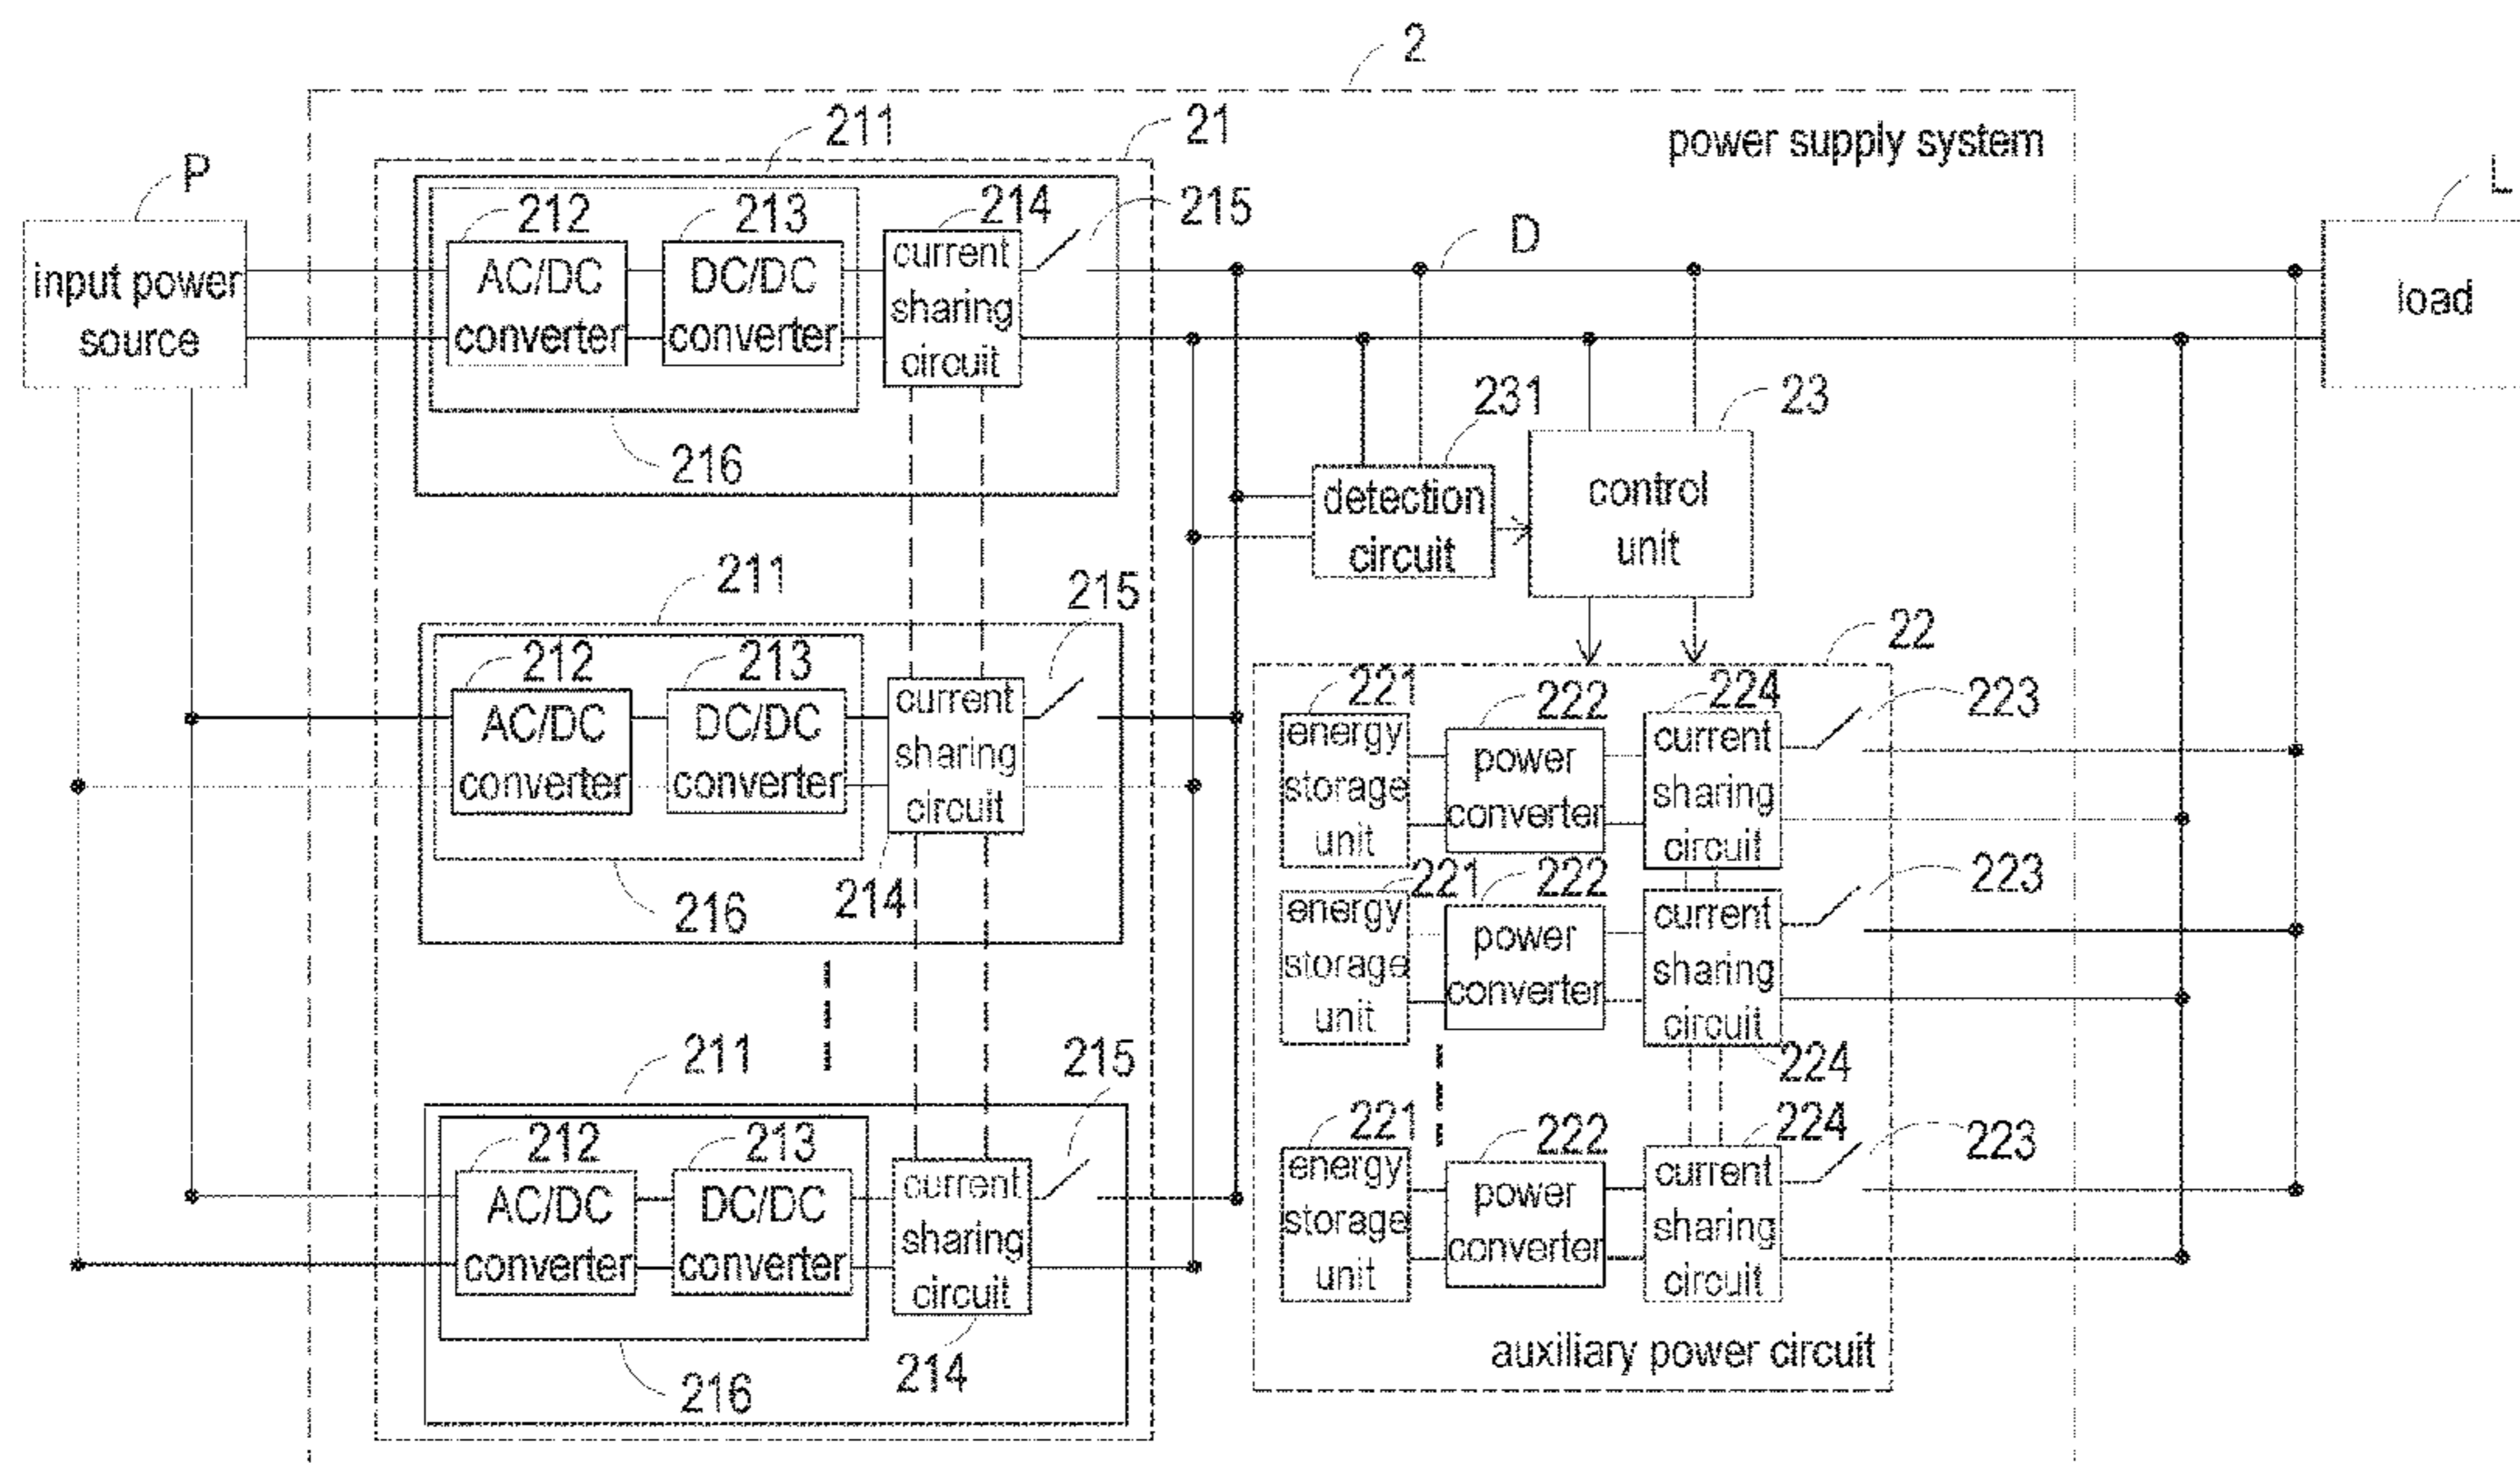 2
power supply system
211
21
P
L
212
213
214
215
D
input power
source
AC/DC
converter
DC/DC
converter
current
sharing
circuit
load
216
231
23
detection
circuit
control
unit
211
215
212
213
AC/DC
converter
DC/DC
converter
current
sharing
circuit
214
216
22
221
222
224
223
energy
storage
unit
power
converter
current
sharing
circuit
221
222
223
energy
storage
unit
power
converter
current
sharing
circuit
224
211
215
212
213
AC/DC
converter
DC/DC
converter
current
sharing
circuit
214
216
221
222
224
223
energy
storage
unit
power
converter
current
sharing
circuit
auxiliary power circuit